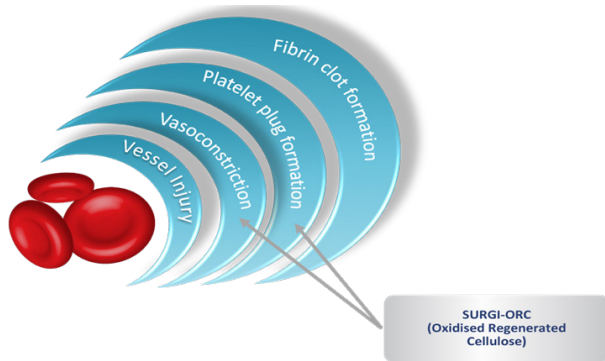 Fibrin clot formation
Platelet plug formation
Vasoconstriction
Vessel Injury
SURGI-ORC
(Oxidised Regenerated
Cellulose)